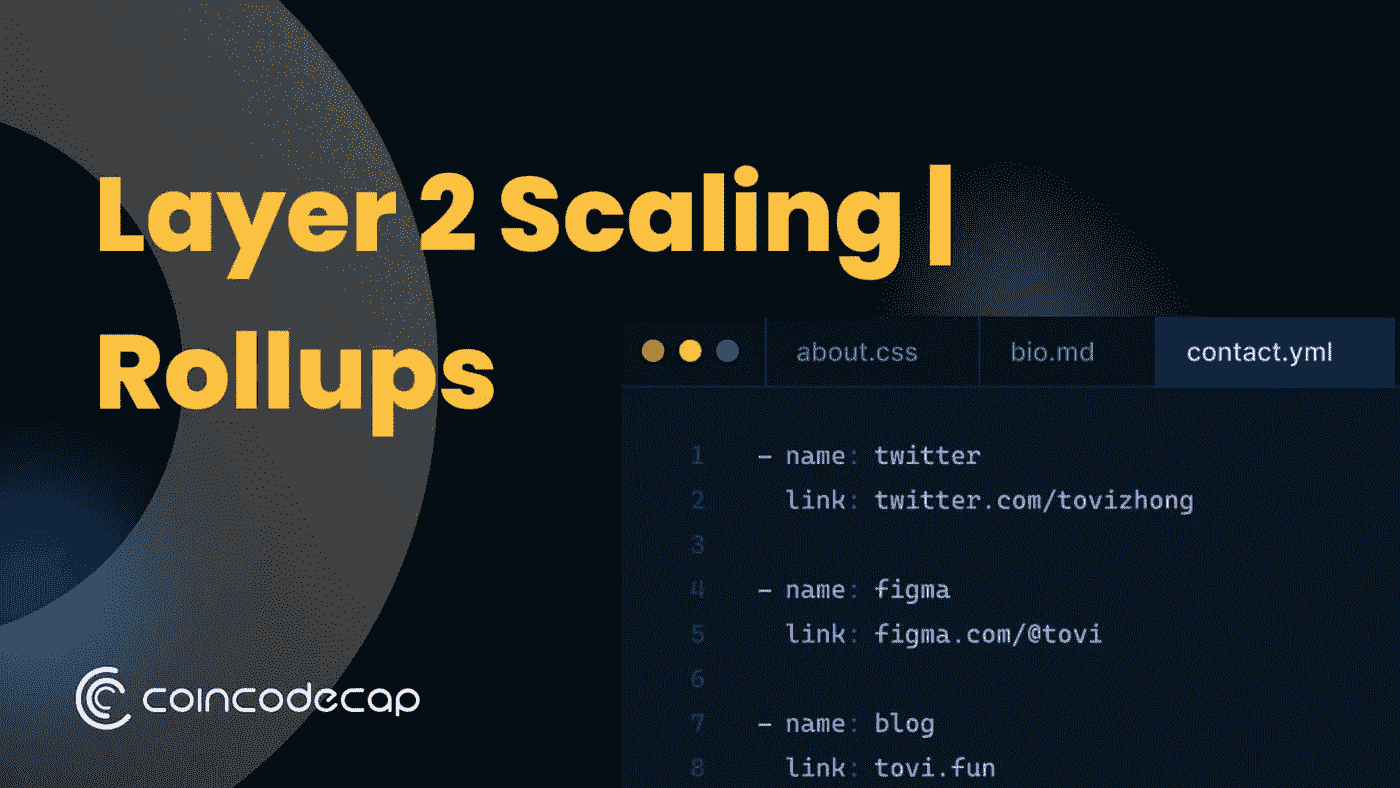 Layer 2 Scaling |
Rollups
about.css bio.md contact.yml
1 – name: twitter
2 link: twitter.com/tovizhong
3
4 – name: figma
5 link: figma.com/@tovi
6
7 – name: blog
8 link: tovi.fun
coincodecap